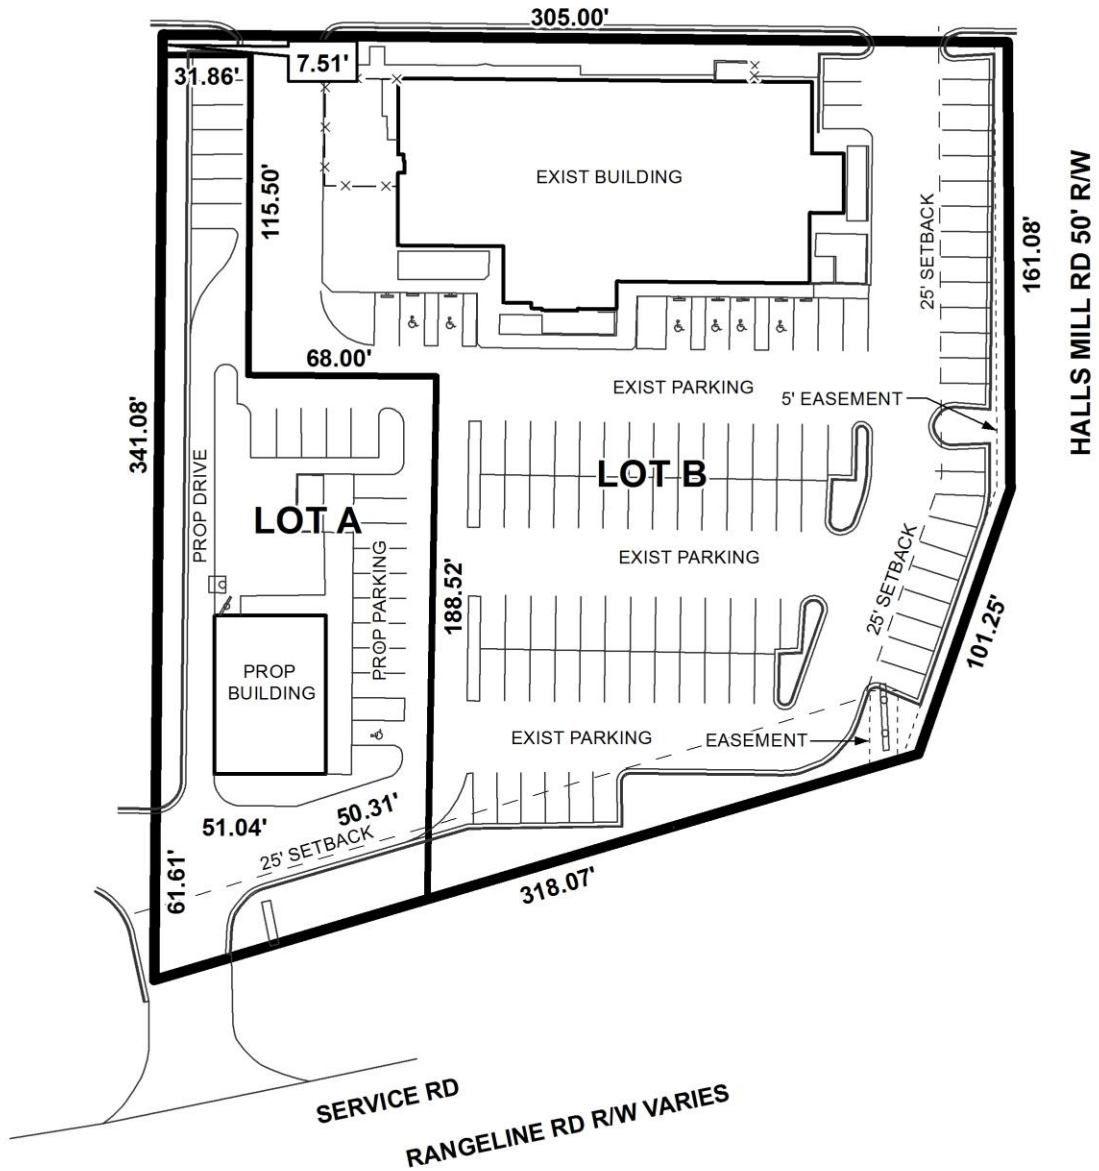 305.00'
7.51'
31.86'
115.50'
EXIST BUILDING
25' SETBACK
161.08'
HALLS MILL RD 50' R/W
68.00'
EXIST PARKING
5' EASEMENT
341.08'
PROP DRIVE
LOT A
LOT B
PROP PARKING
188.52'
EXIST PARKING
25' SETBACK
101.25'
PROP
BUILDING
EXIST PARKING
EASEMENT
51.04'
50.31'
25' SETBACK
61.61'
318.07'
SERVICE RD
RANGELINE RD R/W VARIES